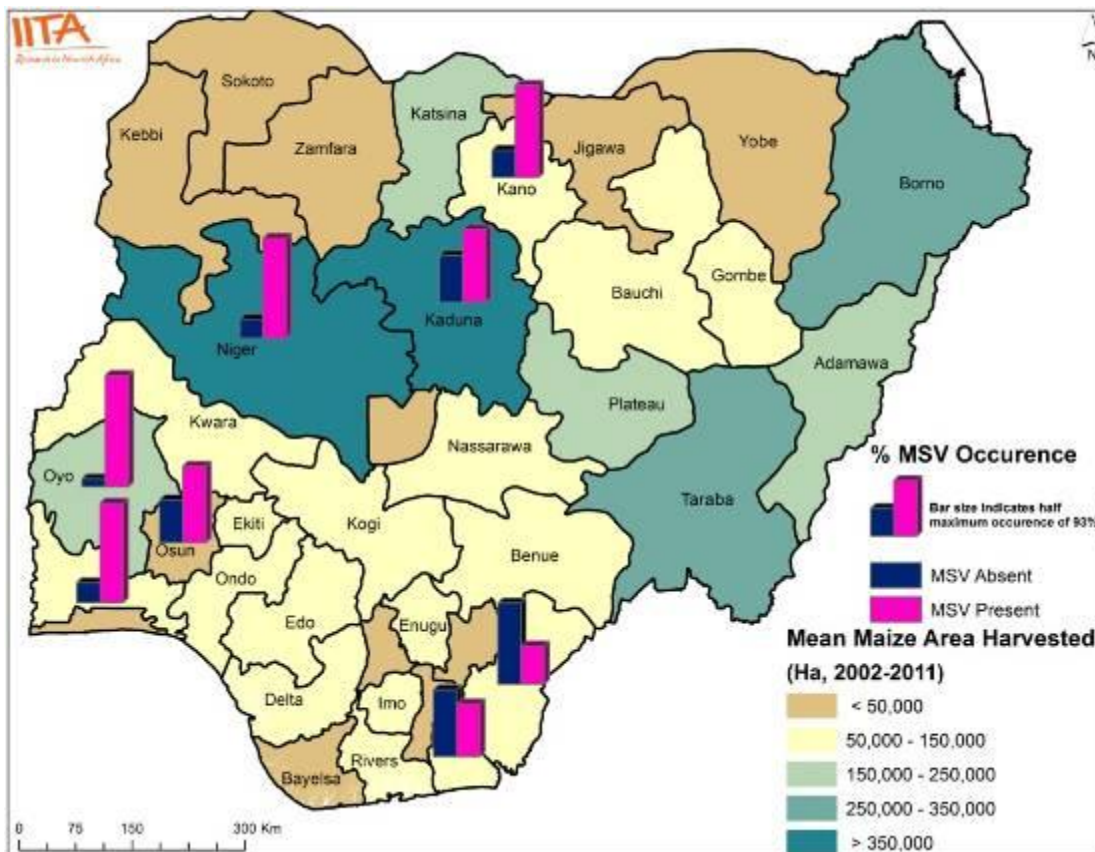 IITA
N
Sokoto
Kebbi
Zamfara
Katsina
Kano
Jigawa
Yobe
Borno
Niger
Kaduna
Bauchi
Gombe
Adamawa
Plateau
Kwara
Nassarawa
Oyo
Osun
Ekiti
Kogi
Taraba
Ondo
Benue
Edo
Enugu
Delta
Imo
Bayelsa
Rivers
% MSV Occurence
Bar size indicates half
maximum occurence of 93%
MSV Absent
MSV Present
Mean Maize Area Harvested
(Ha, 2002-2011)
< 50,000
50,000 - 150,000
150,000 - 250,000
250,000 - 350,000
> 350,000
0 75 150 300 Km